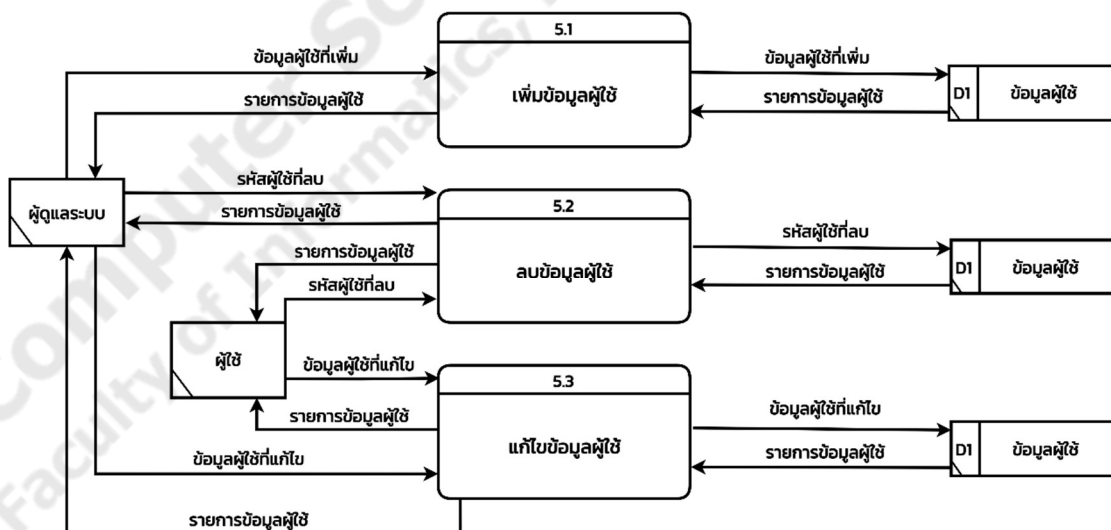 Computer Sc
Faculty of Informatics,
5.1
ข้อมูลผู้ใช้ที่เพิ่ม
ข้อมูลผู้ใช้ที่เพิ่ม
เพิ่มข้อมูลผู้ใช้
D1 ข้อมูลผู้ใช้
รายการข้อมูลผู้ใช้
รายการข้อมูลผู้ใช้
รหัสผู้ใช้ที่ลบ
ผู้ดูแลระบบ
รายการข้อมูลผู้ใช้
5.2
รหัสผู้ใช้ที่ลบ
รายการข้อมูลผู้ใช้
ลบข้อมูลผู้ใช้
รายการข้อมูลผู้ใช้
D1 ข้อมูลผู้ใช้
รหัสผู้ใช้ที่ลบ
ผู้ใช้
ข้อมูลผู้ใช้ที่แก้ไข
5.3
รายการข้อมูลผู้ใช้
ข้อมูลผู้ใช้ที่แก้ไข
แก้ไขข้อมูลผู้ใช้
D1 ข้อมูลผู้ใช้
ข้อมูลผู้ใช้ที่แก้ไข
รายการข้อมูลผู้ใช้
รายการข้อมูลผู้ใช้